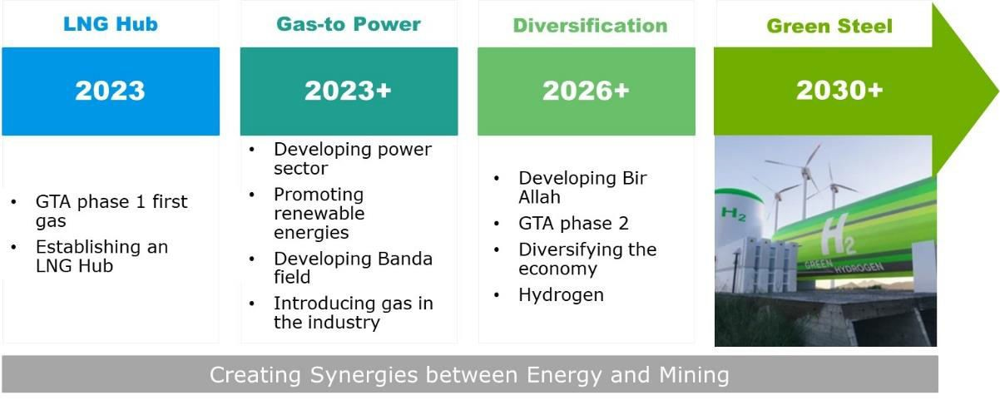 LNG Hub
2023
• GTA phase 1 first
gas
• Establishing an
LNG Hub
Gas-to Power
2023+
• Developing power
sector
• Promoting
renewable
energies
• Developing Banda
field
• Introducing gas in
the industry
Diversification
2026+
• Developing Bir
Allah
• GTA phase 2
• Diversifying the
economy
• Hydrogen
Green Steel
2030+
H2
H2
GREEN HYDROGEN
Creating Synergies between Energy and Mining